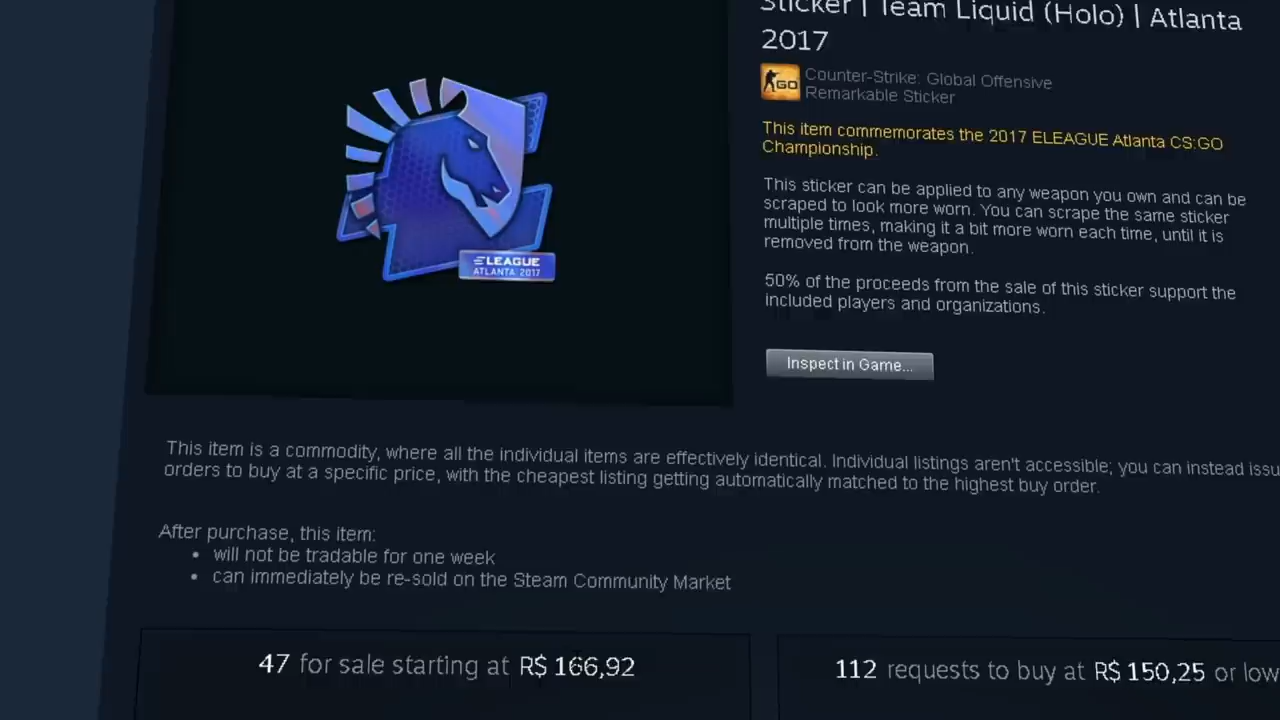 Sticker | Team Liquid (Holo) | Atlanta
2017
GO
Counter-Strike: Global Offensive
Remarkable Sticker
This item commemorates the 2017 ELEAGUE Atlanta CS:GO
Championship.
This sticker can be applied to any weapon you own and can be
scraped to look more worn. You can scrape the same sticker
multiple times, making it a bit more worn each time, until it is
removed from the weapon.
50% of the proceeds from the sale of this sticker support the
included players and organizations.
ELEAGUE
ATLANTA 2017
Inspect in Game...
This item is a commodity, where all the individual items are effectively identical. Individual listings aren't accessible; you can instead issu
orders to buy at a specific price, with the cheapest listing getting automatically matched to the highest buy order.
After purchase, this item:
• will not be tradable for one week
• can immediately be re-sold on the Steam Community Market
47 for sale starting at R$ 166,92
112 requests to buy at R$ 150,25 or low